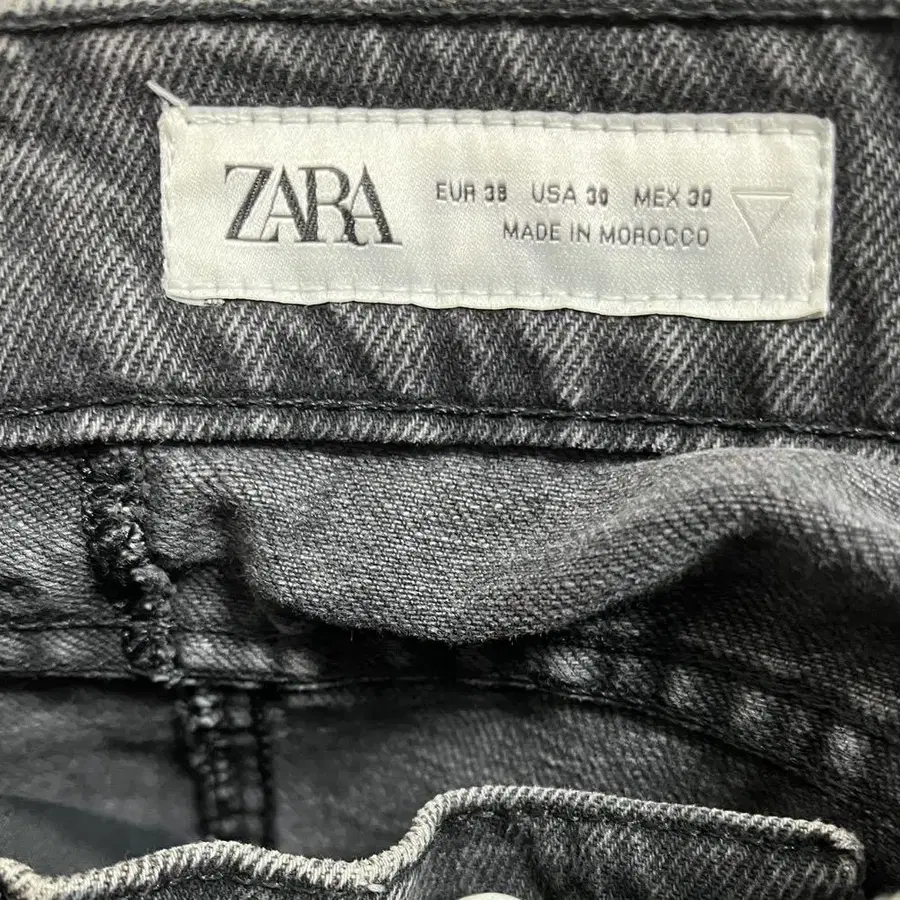 ZARA
EUR 38 USA 30 MEX 30
MADE IN MOROCCO